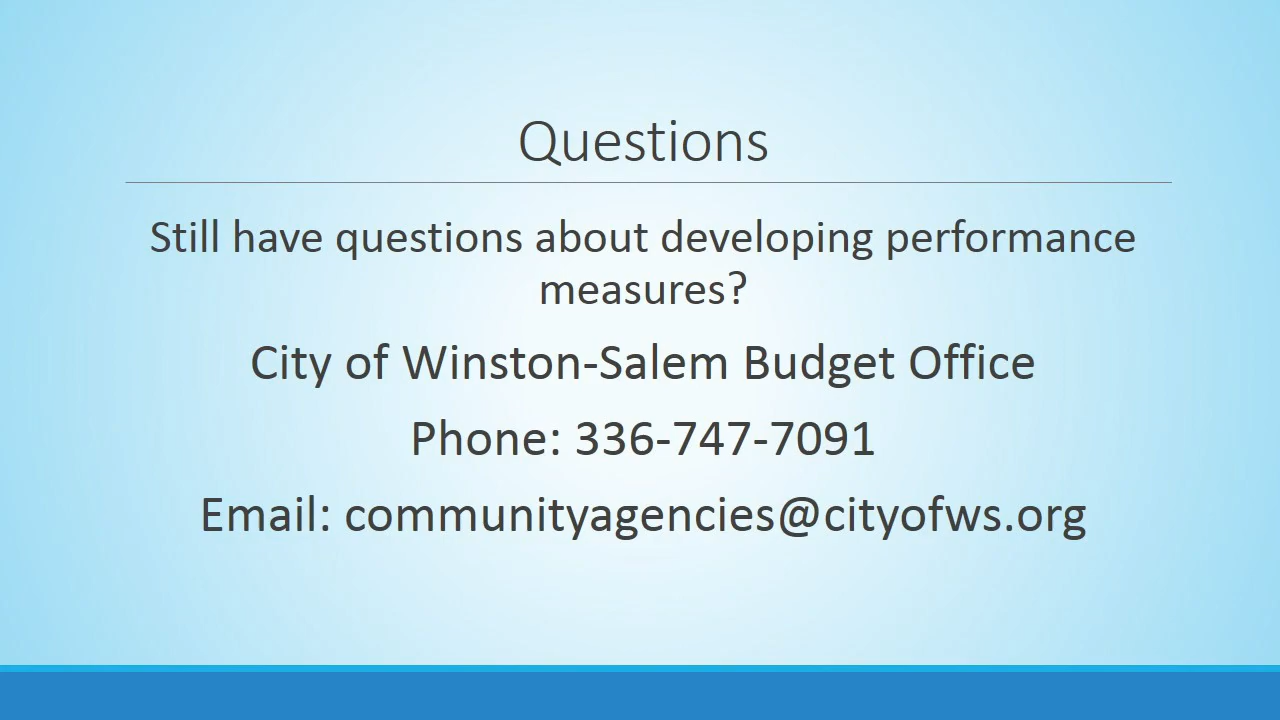 Questions
Still have questions about developing performance
measures?
City of Winston-Salem Budget Office
Phone: 336-747-7091
Email: communityagencies@cityofws.org